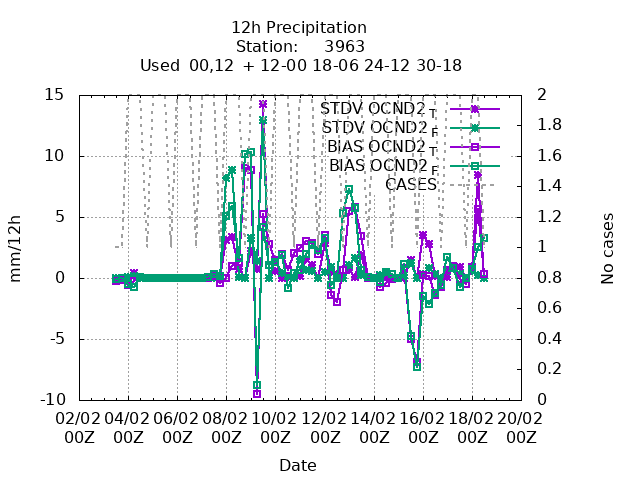 12h Precipitation
Station: 3963
Used 00,12 + 12-00 18-06 24-12 30-18
STDV OCND2_T
STDV OCND2_F
BIAS OCND2_T
BIAS OCND2_F
CASES
mm/12h
15
10
5
0
-5
-10
No cases
2
1.8
1.6
1.4
1.2
1
0.8
0.6
0.4
0.2
0
02/02 04/02 06/02 08/02 10/02 12/02 14/02 16/02 18/02 20/02
00Z 00Z 00Z 00Z 00Z 00Z 00Z 00Z 00Z 00Z
Date